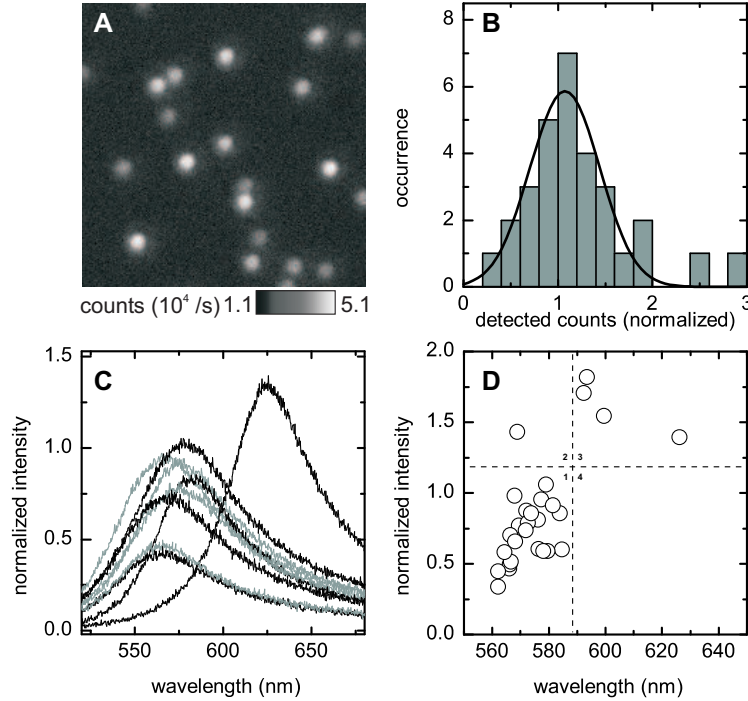 A
counts (10⁴ /s) 1.1 5.1
B
occurrence
8
6
4
2
0
0 1 2 3
detected counts (normalized)
C
normalized intensity
1.5
1.0
0.5
0.0
550 600 650
wavelength (nm)
D
normalized intensity
2.0
1.5
1.0
0.5
0.0
2 3
1 4
560 580 600 620 640
wavelength (nm)